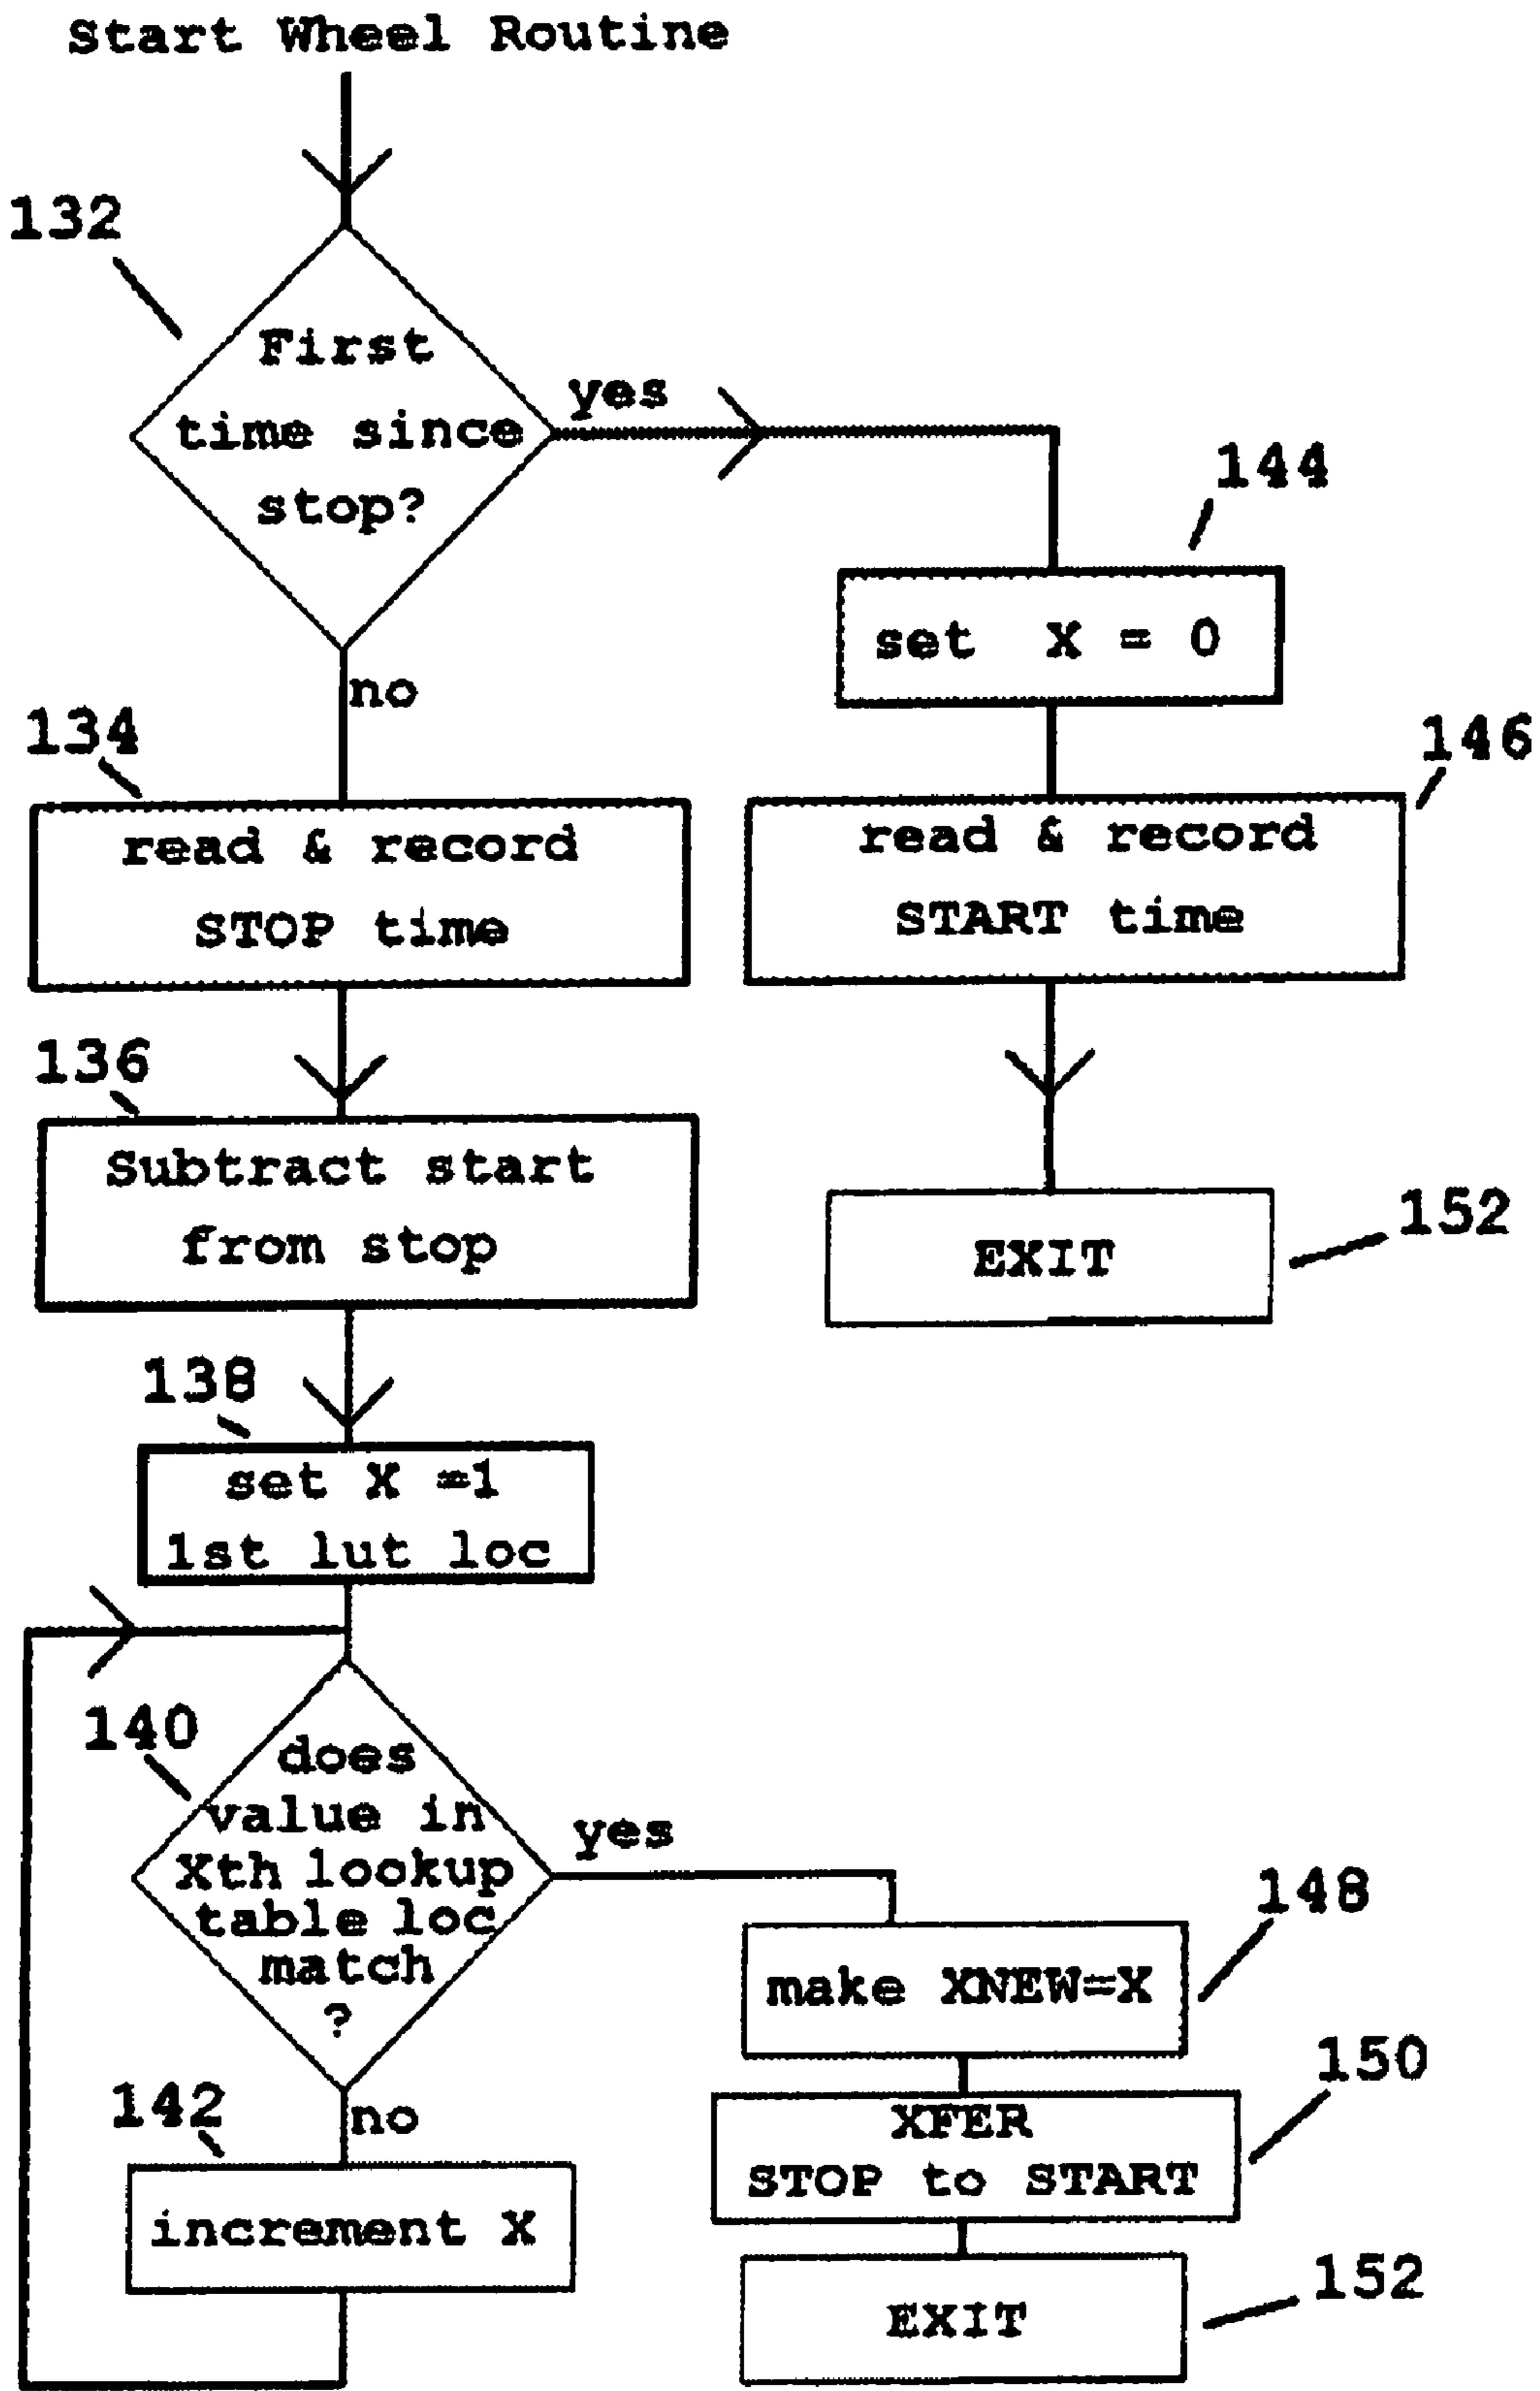 Start Wheel Routine
132
First
time since
stop?
yes
144
set X = 0
no
134
146
read & record
STOP time
read & record
START time
136
Subtract start
from stop
152
EXIT
138
set X =1
1st lut loc
140
does
value in
Xth lookup
table loc
match
?
yes
148
make XNEW=X
150
XFER
STOP to START
142
no
increment X
152
EXIT